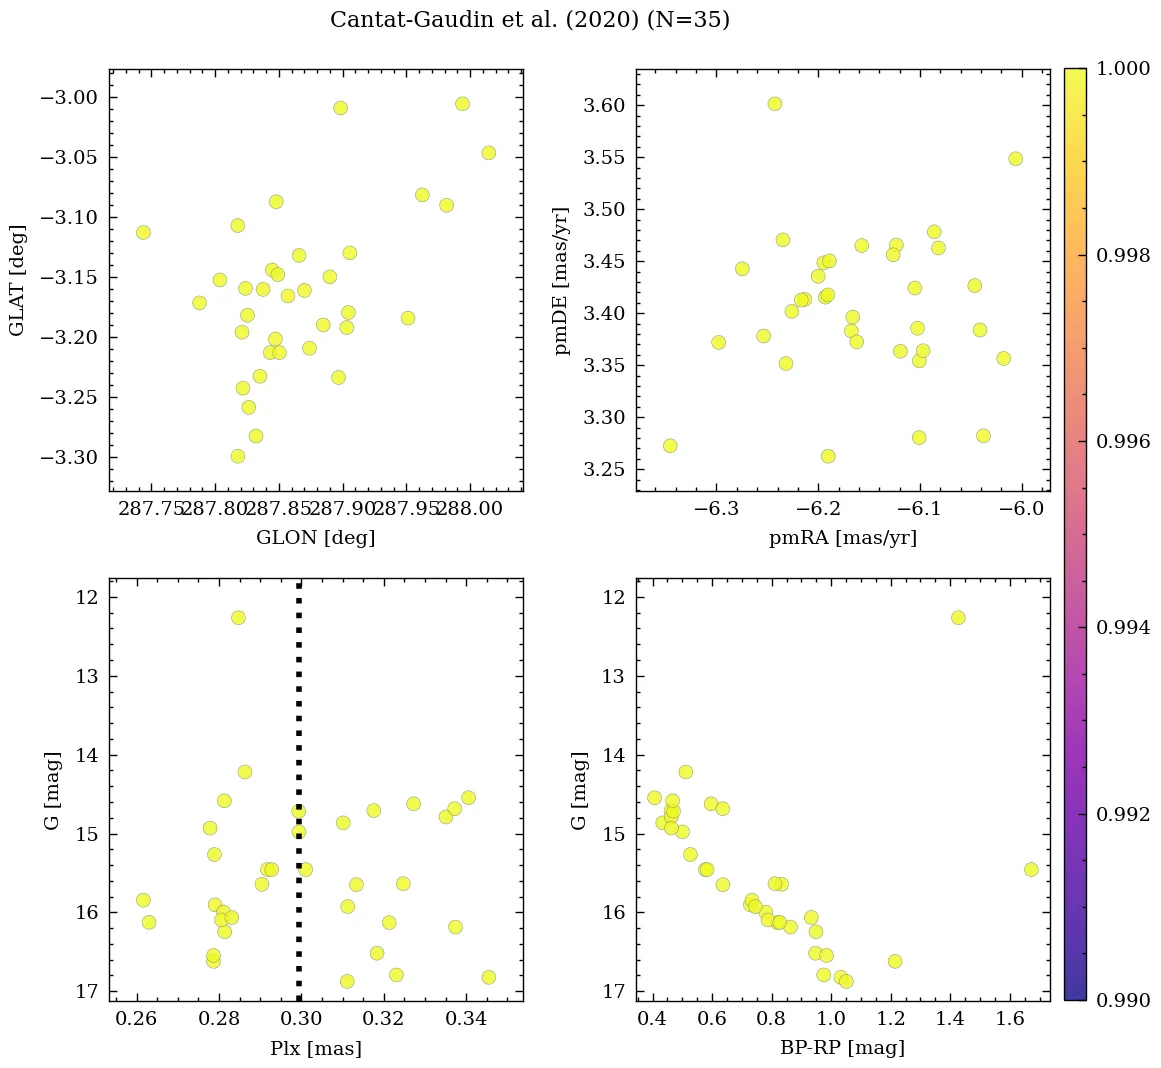 Cantat-Gaudin et al. (2020) (N=35)
GLAT [deg]
−3.00
−3.05
−3.10
−3.15
−3.20
−3.25
−3.30
287.75 287.80 287.85 287.90 287.95 288.00
GLON [deg]
pmDE [mas/yr]
3.60
3.55
3.50
3.45
3.40
3.35
3.30
3.25
−6.3 −6.2 −6.1 −6.0
pmRA [mas/yr]
G [mag]
12
13
14
15
16
17
0.26 0.28 0.30 0.32 0.34
Plx [mas]
G [mag]
12
13
14
15
16
17
0.4 0.6 0.8 1.0 1.2 1.4 1.6
BP-RP [mag]
1.000
0.998
0.996
0.994
0.992
0.990